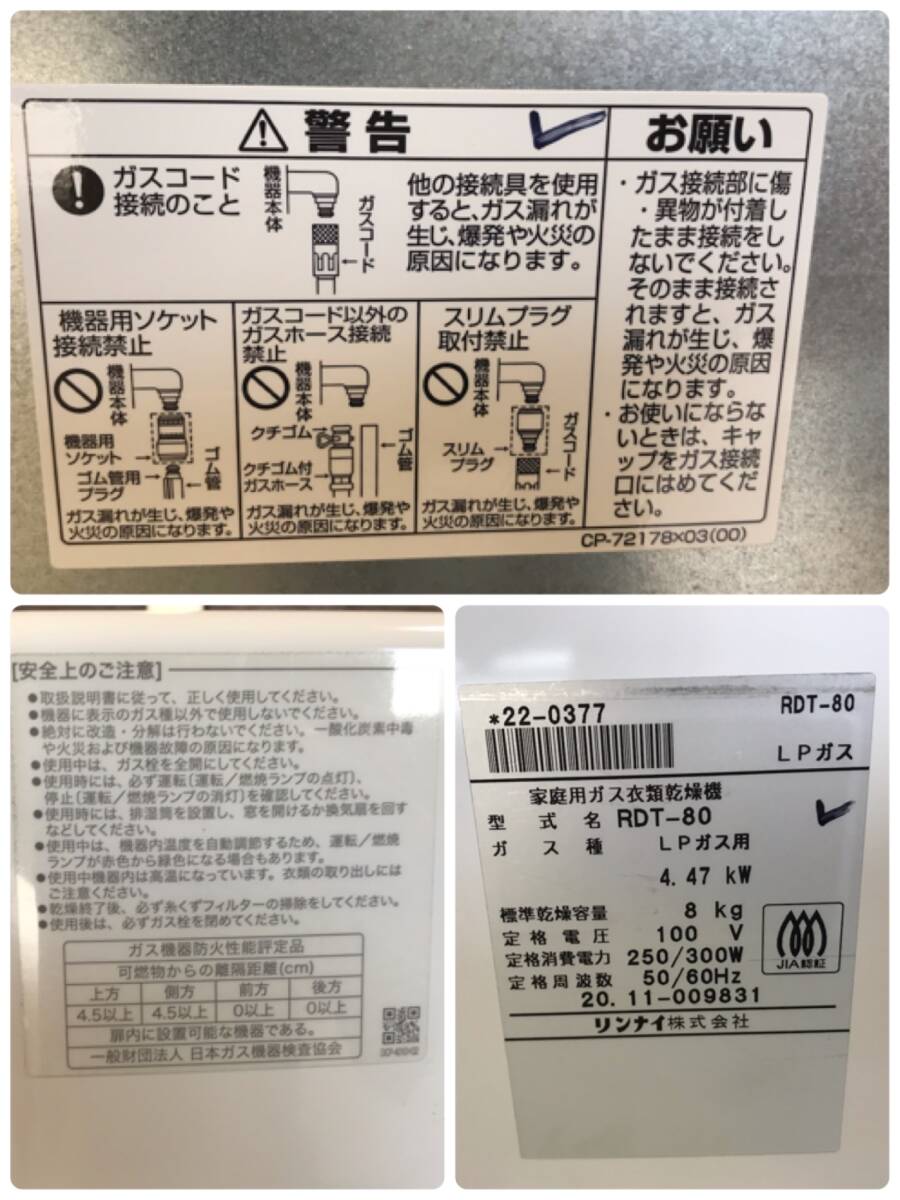 警告
ガスコード
接続のこと
機器本体
ガスコード
他の接続具を使用
すると、ガス漏れが
生じ、爆発や火災の
原因になります。
機器用ソケット
接続禁止
機器本体
機器用
ソケット
ゴム管用
プラグ
ゴム管
ガス漏れが生じ、爆発や
火災の原因になります。
ガスコード以外の
ガスホース接続
禁止
機器本体
クチゴム
クチゴム付
ガスホース
ゴム管
ガス漏れが生じ、爆発や
火災の原因になります。
スリムプラグ
取付禁止
機器本体
スリム
プラグ
ガスコード
ガス漏れが生じ、爆発や
火災の原因になります。
お願い
・ガス接続部に傷
・異物が付着し
たまま接続をし
ないでください。
そのまま接続さ
れますと、ガス
漏れが生じ、爆
発や火災の原因
になります。
・お使いにならな
いときは、キャ
ップをガス接続
口にはめてくだ
さい。
CP-72178×03(00)
[安全上のご注意]
●取扱説明書に従って、正しく使用してください。
●機器に表示のガス種以外で使用しないでください。
●絶対に改造・分解は行わないでください。一酸化炭素中毒
や火災および機器故障の原因になります。
●使用中は、ガス栓を全開にしてください。
●使用時には、必ず運転〔運転/燃焼ランプの点灯〕、
停止〔運転/燃焼ランプの消灯〕を確認してください。
●使用時には、排湿筒を設置し、窓を開けるか換気扇を回す
などしてください。
●使用中は、機器内温度を自動調節するため、運転/燃焼
ランプが赤色から緑色になる場合もあります。
●使用中機器内は高温になっています。衣類の取り出しには
ご注意ください。
●乾燥終了後、必ず糸くずフィルターの掃除をしてください。
●使用後は、必ずガス栓を閉めてください。
ガス機器防火性能評定品
可燃物からの離隔距離(cm)
上方 側方 前方 後方
4.5以上 4.5以上 0以上 0以上
扉内に設置可能な機器である。
一般財団法人 日本ガス機器検査協会
*22-0377 RDT-80
LPガス
家庭用ガス衣類乾燥機
型式名 RDT-80
ガス種 LPガス用
4.47 kW
標準乾燥容量 8 kg
定格電圧 100 V
定格消費電力 250/300W
定格周波数 50/60Hz
20.11-009831
リンナイ株式会社
JIA認証